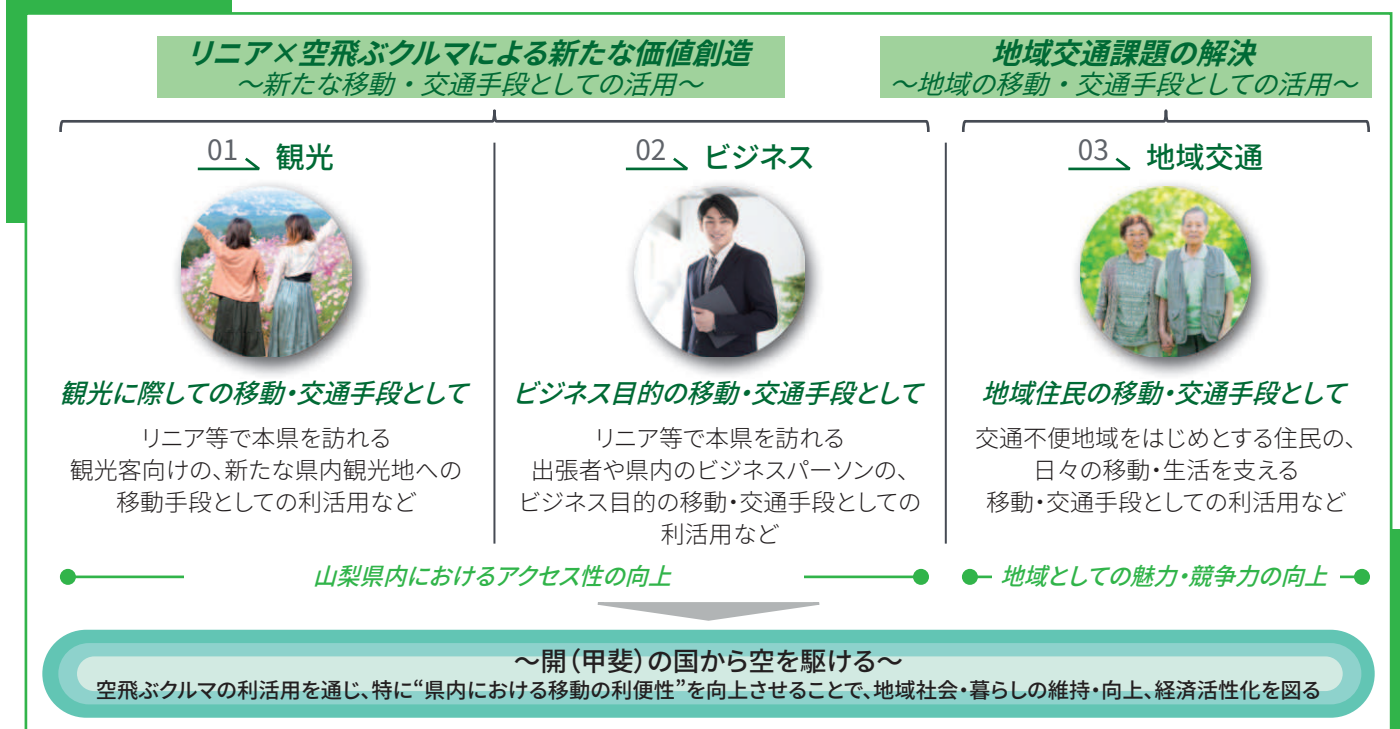 リニア×空飛ぶクルマによる新たな価値創造
～新たな移動・交通手段としての活用～
地域交通課題の解決
～地域の移動・交通手段としての活用～
01 観光
観光に際しての移動・交通手段として
リニア等で本県を訪れる
観光客向けの、新たな県内観光地への
移動手段としての利活用など
02 ビジネス
ビジネス目的の移動・交通手段として
リニア等で本県を訪れる
出張者や県内のビジネスパーソンの、
ビジネス目的の移動・交通手段としての
利活用など
03 地域交通
地域住民の移動・交通手段として
交通不便地域をはじめとする住民の、
日々の移動・生活を支える
移動・交通手段としての利活用など
山梨県内におけるアクセス性の向上
地域としての魅力・競争力の向上
～開（甲斐）の国から空を駆ける～
空飛ぶクルマの利活用を通じ、特に“県内における移動の利便性”を向上させることで、地域社会・暮らしの維持・向上、経済活性化を図る